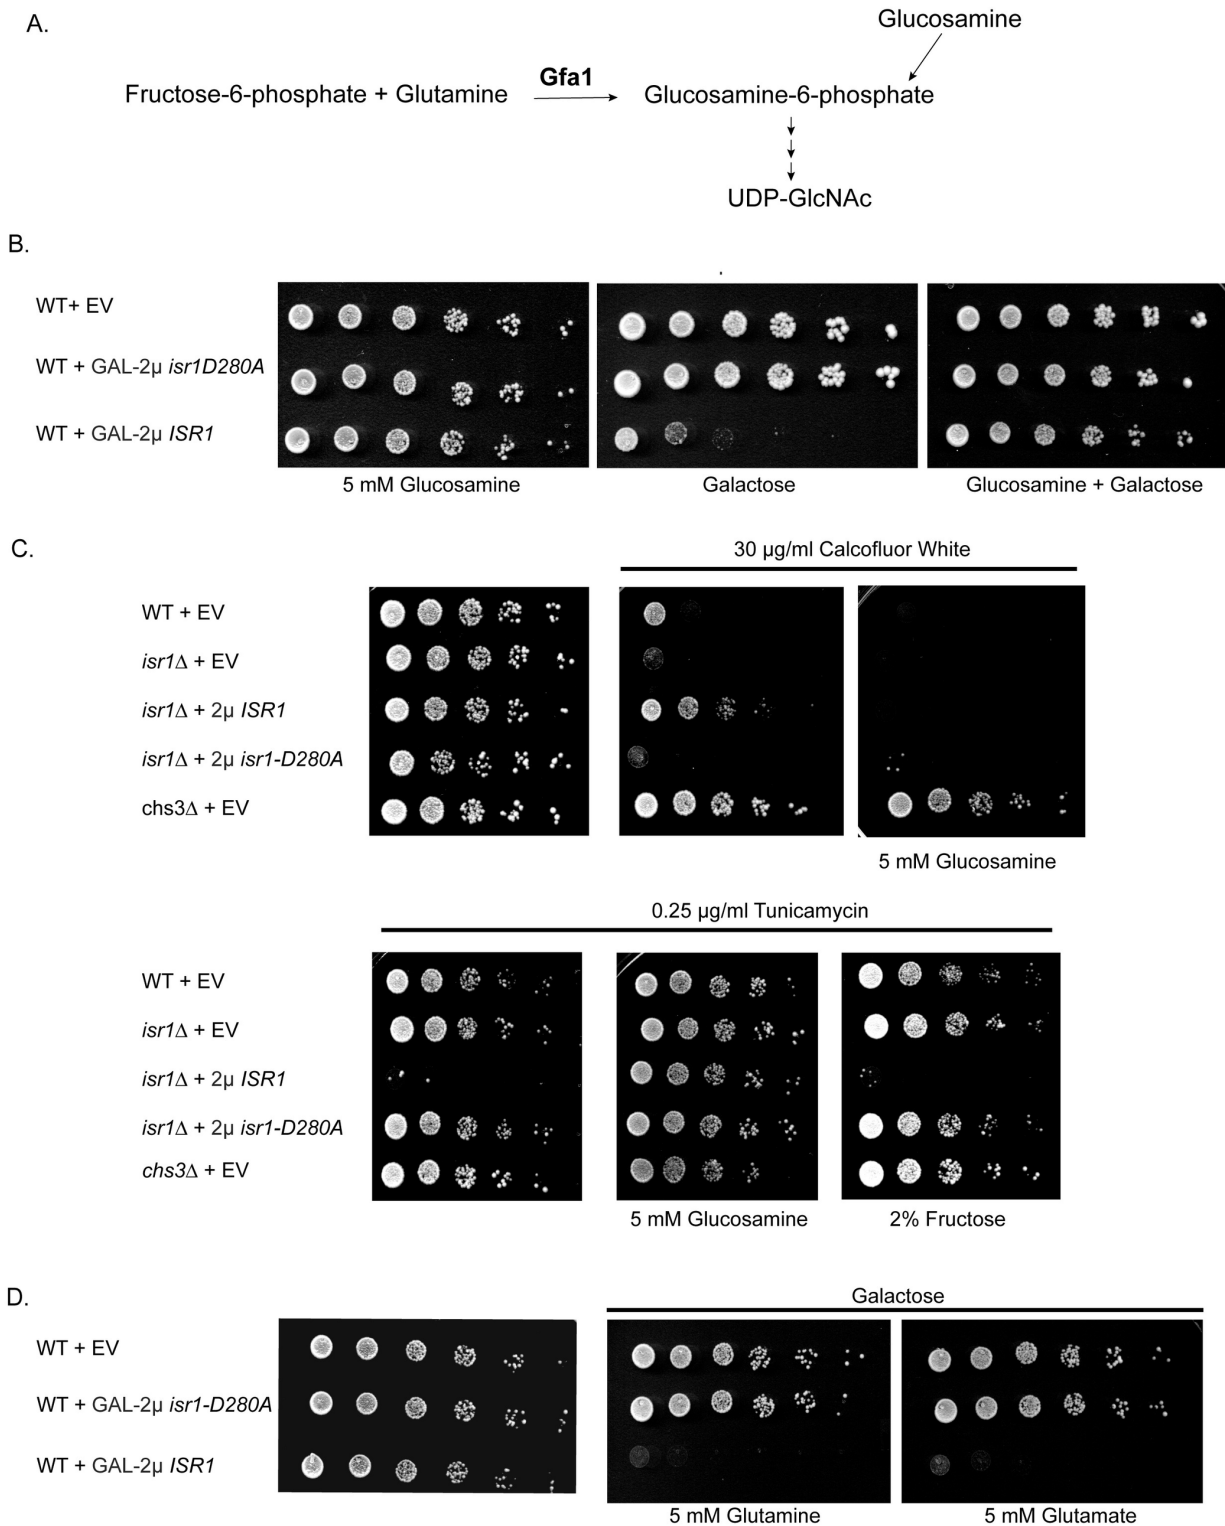 A.
Glucosamine
Fructose-6-phosphate + Glutamine
Gfa1
Glucosamine-6-phosphate
UDP-GlcNAc
B.
WT+ EV
WT + GAL-2µ isr1D280A
WT + GAL-2µ ISR1
5 mM Glucosamine
Galactose
Glucosamine + Galactose
C.
30 µg/ml Calcofluor White
WT + EV
isr1Δ + EV
isr1Δ + 2µ ISR1
isr1Δ + 2µ isr1-D280A
chs3Δ + EV
5 mM Glucosamine
0.25 µg/ml Tunicamycin
WT + EV
isr1Δ + EV
isr1Δ + 2µ ISR1
isr1Δ + 2µ isr1-D280A
chs3Δ + EV
5 mM Glucosamine
2% Fructose
D.
Galactose
WT + EV
WT + GAL-2µ isr1-D280A
WT + GAL-2µ ISR1
5 mM Glutamine
5 mM Glutamate